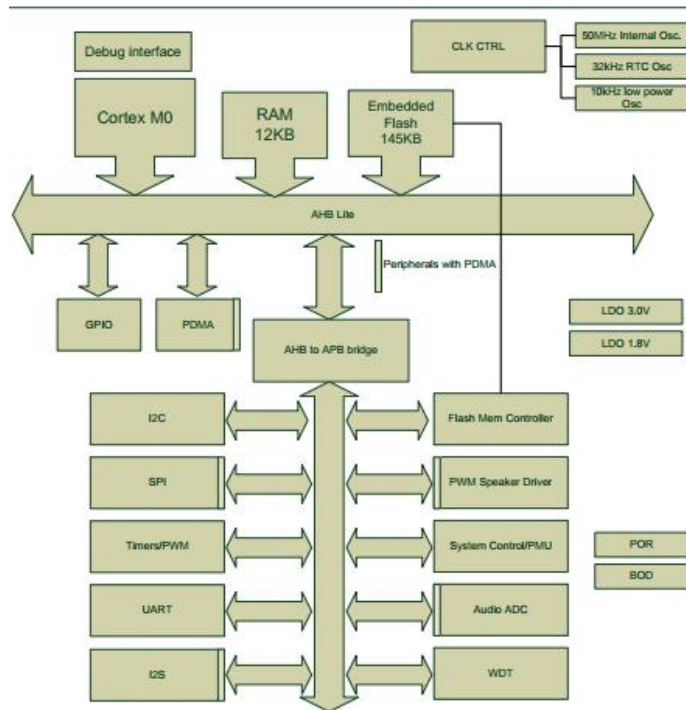 Debug interface
CLK CTRL
50MHz Internal Osc.
32kHz RTC Osc
10kHz low power
Osc
Cortex M0
RAM
12KB
Embedded
Flash
145KB
AHB Lite
Peripherals with PDMA
GPIO
PDMA
LDO 3.0V
LDO 1.8V
AHB to APB bridge
I2C
Flash Mem Controller
SPI
PWM Speaker Driver
Timers/PWM
System Control/PMU
POR
BOD
UART
Audio ADC
I2S
WDT